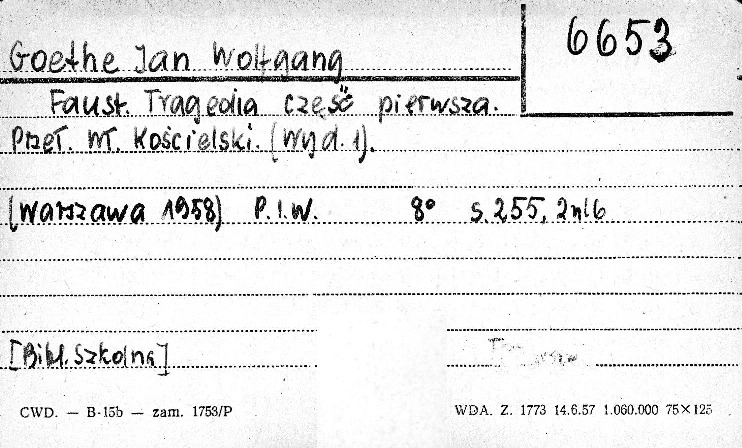 6653
Goethe Jan Wolfgang
Faust. Tragedia część pierwsza.
Przeł. Wł. Kościelski. (Wyd. 1).
(Warszawa 1958) P.I.W. 8° s. 255, 2nlb
[Bibl. Szkolna]
CWD. — B-15b — zam. 1753/P
WDA. Z. 1773 14.6.57 1.060.000 75×125